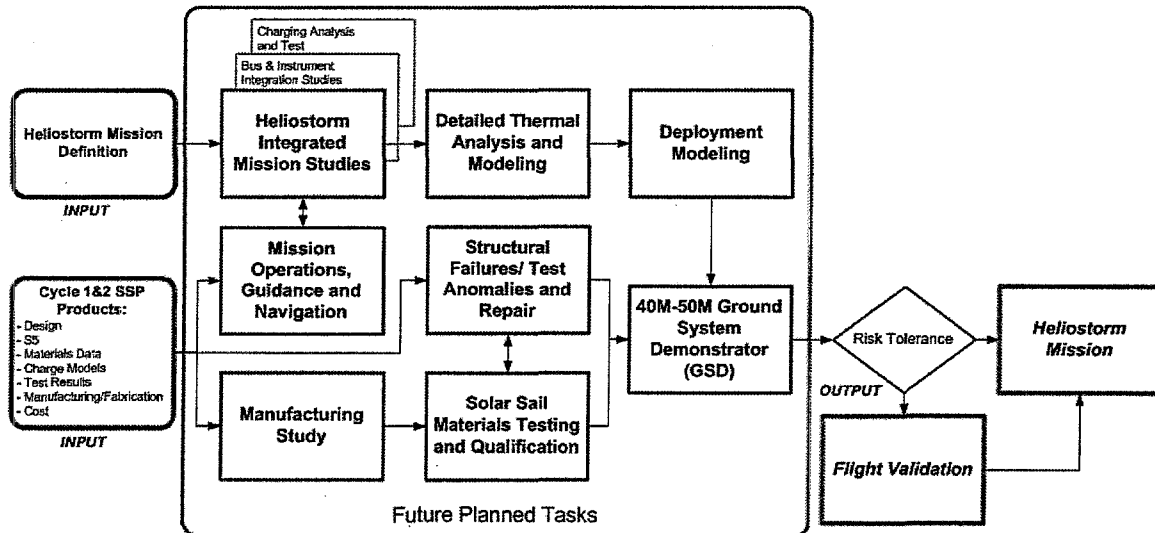 Charging Analysis
and Test
Bus & Instrument
Integration Studies
Heliostorm Mission
Definition
INPUT
Heliostorm
Integrated
Mission Studies
Detailed Thermal
Analysis and
Modeling
Deployment
Modeling
Mission
Operations,
Guidance and
Navigation
Structural
Failures/ Test
Anomalies and
Repair
Cycle 1&2 SSP
Products:
- Design
- S5
- Materials Data
- Charge Models
- Test Results
- Manufacturing/Fabrication
- Cost
INPUT
40M-50M Ground
System
Demonstrator
(GSD)
Risk Tolerance
OUTPUT
Heliostorm
Mission
Manufacturing
Study
Solar Sail
Materials Testing
and Qualification
Flight Validation
Future Planned Tasks